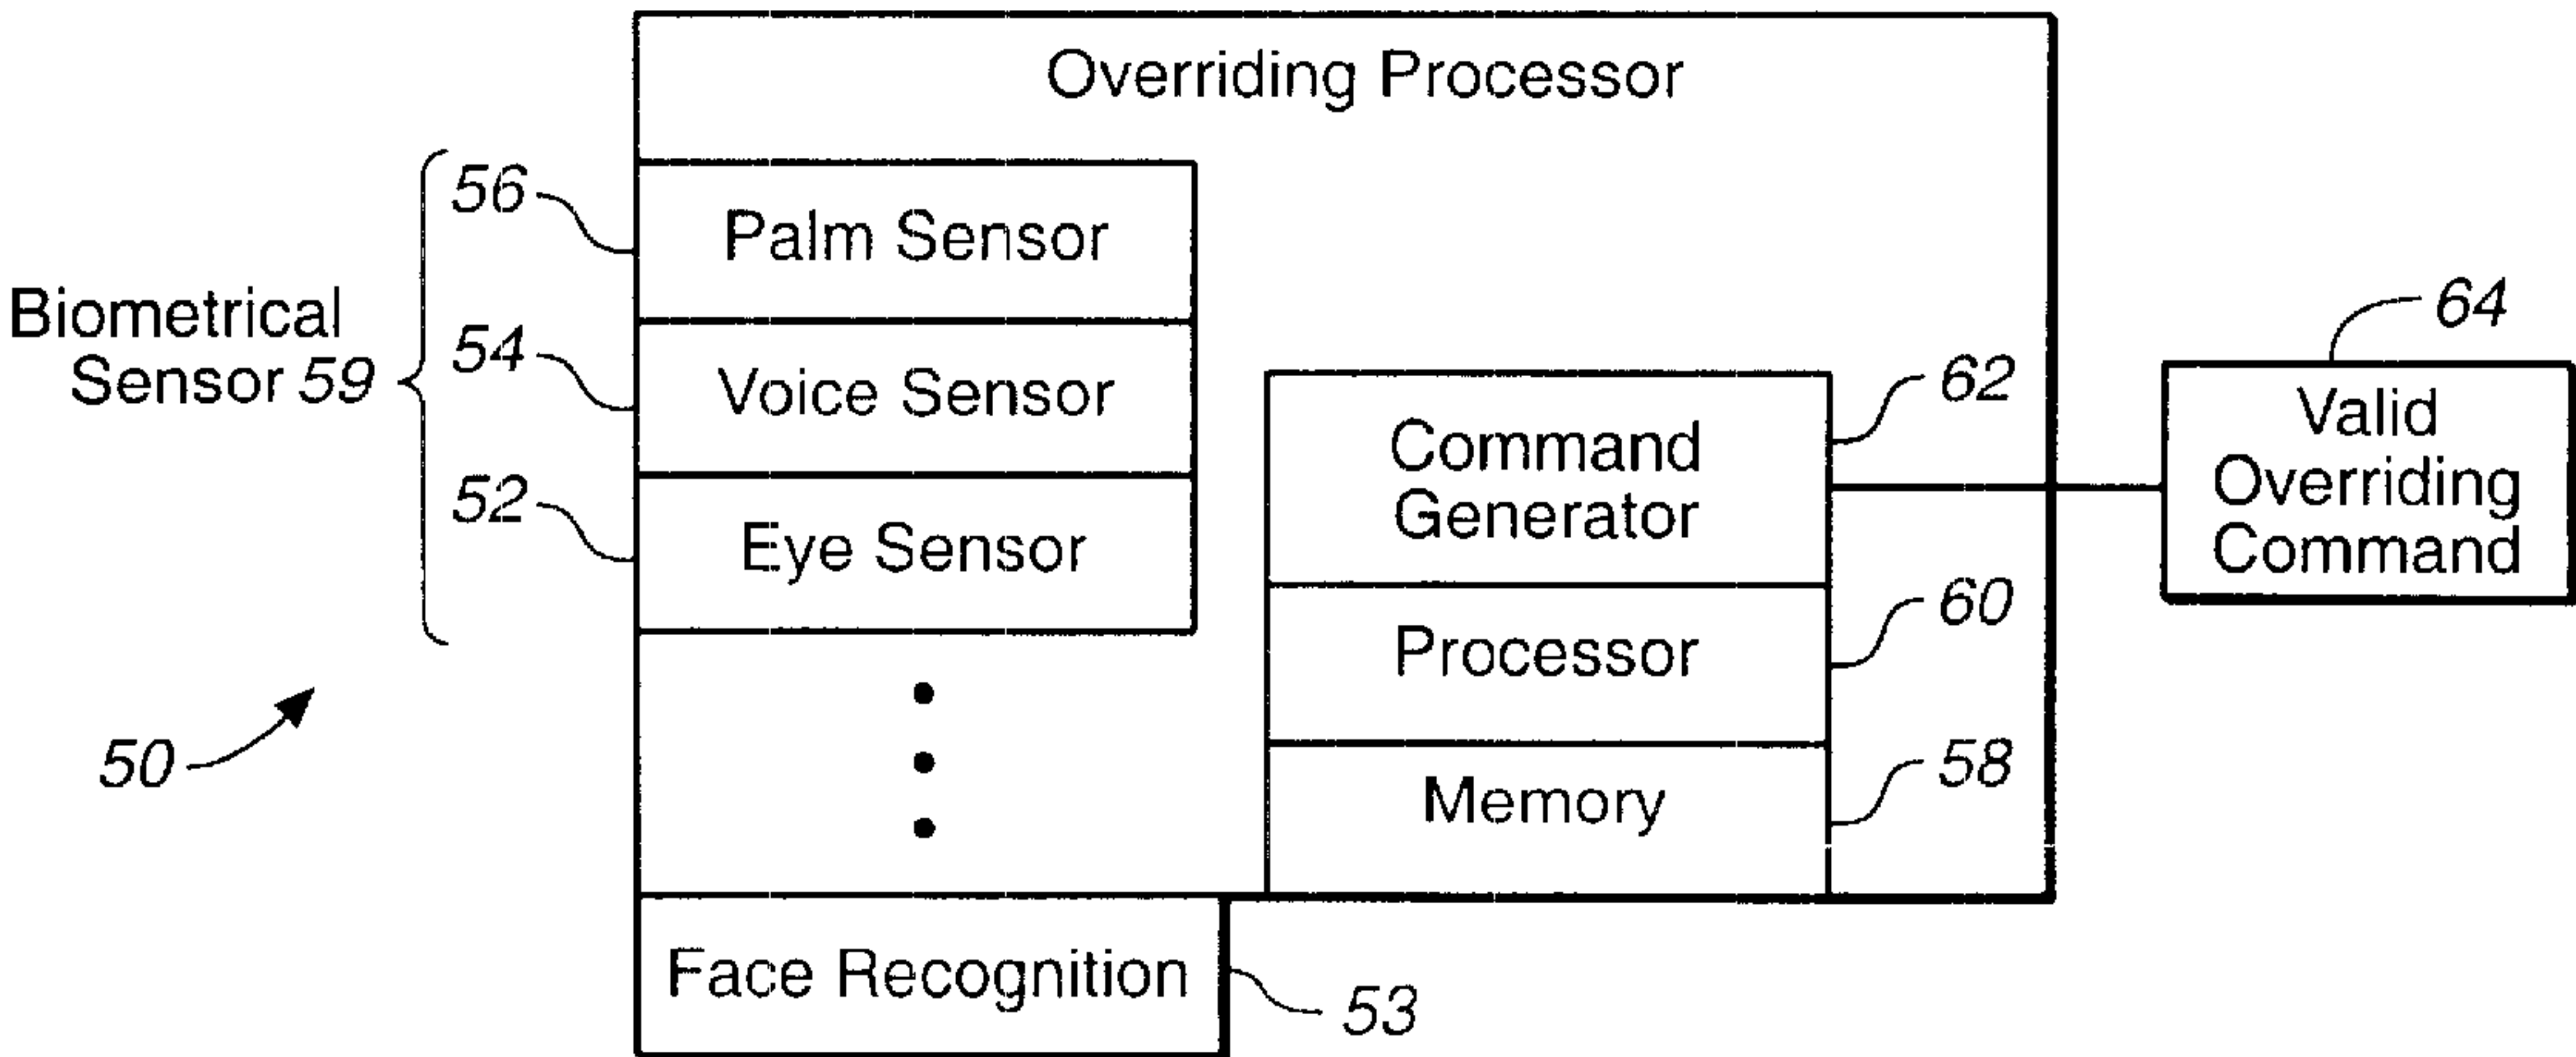 Overriding Processor
56
Palm Sensor
Biometrical
Sensor 59
54
Voice Sensor
52
Eye Sensor
50
Face Recognition
53
Command
Generator
62
Processor
60
Memory
58
64
Valid
Overriding
Command